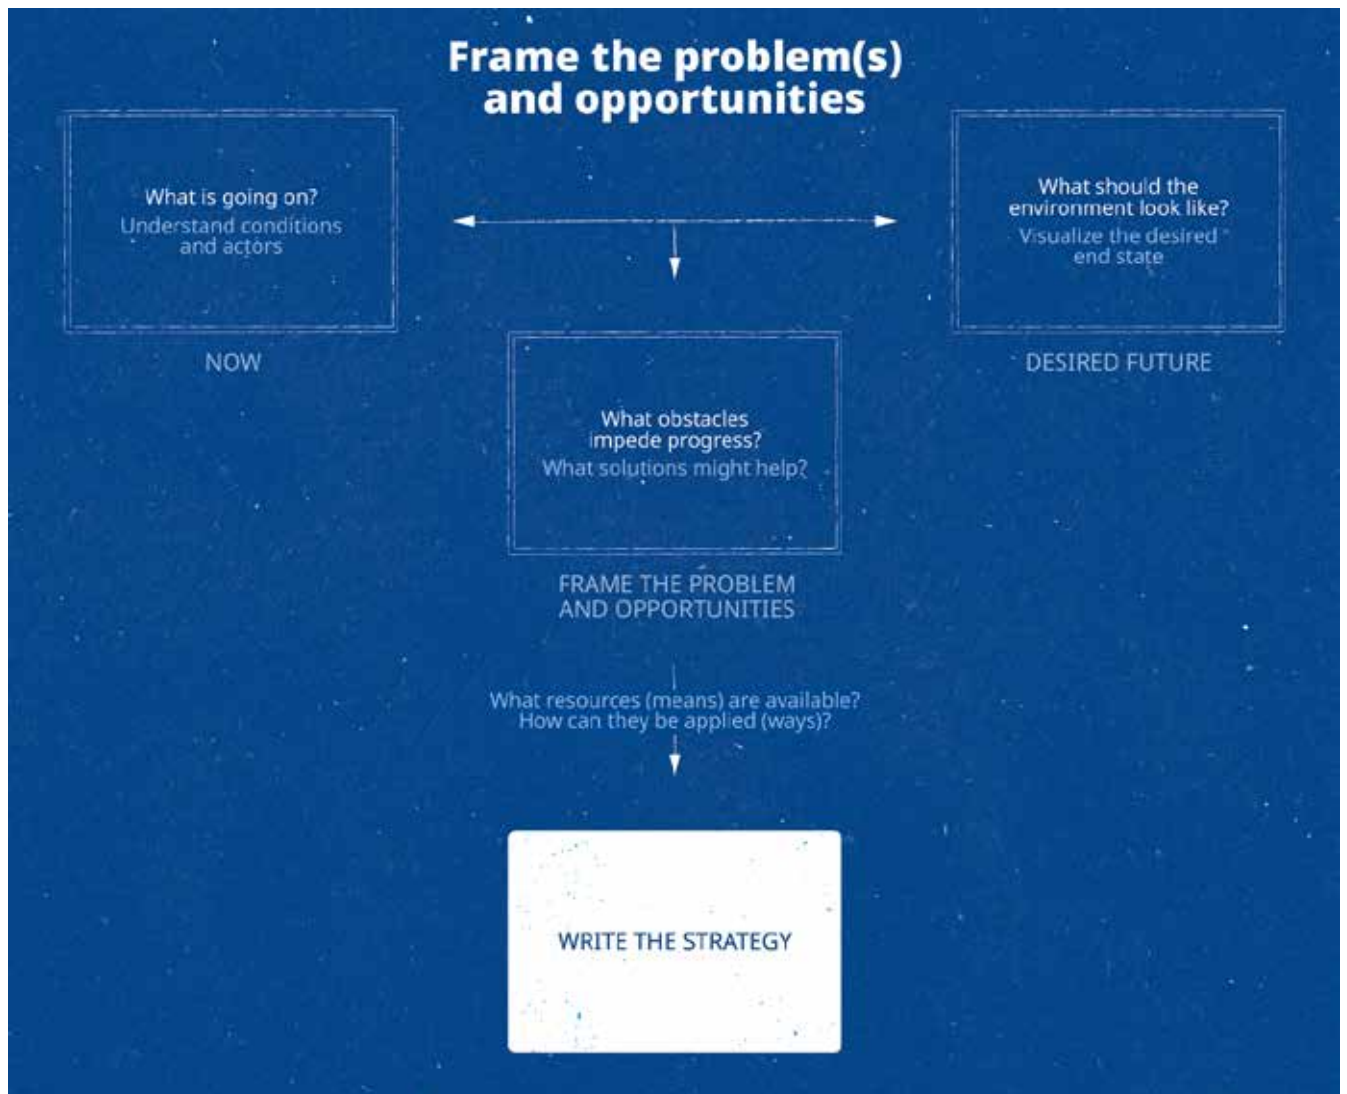 Frame the problem(s)
and opportunities
What is going on?
Understand conditions
and actors
NOW
What should the
environment look like?
Visualize the desired
end state
DESIRED FUTURE
What obstacles
impede progress?
What solutions might help?
FRAME THE PROBLEM
AND OPPORTUNITIES
What resources (means) are available?
How can they be applied (ways)?
WRITE THE STRATEGY